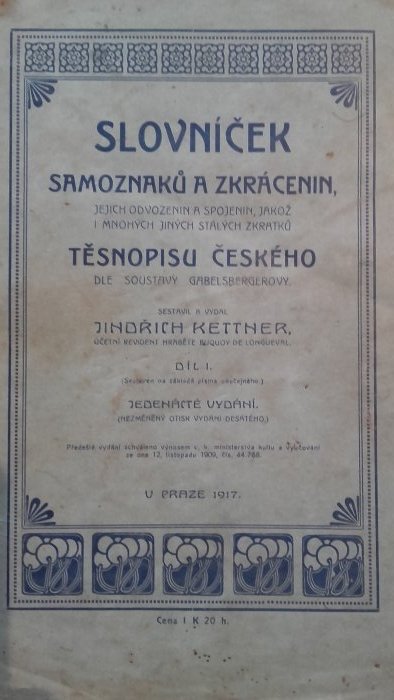 SLOVNÍČEK
SAMOZNAKŮ A ZKRÁCENIN,
JEJICH ODVOZENIN A SPOJENIN, JAKOŽ
I MNOHÝCH JINÝCH STÁLÝCH ZKRATKŮ
TĚSNOPISU ČESKÉHO
DLE SOUSTAVY GABELSBERGEROVY.
SESTAVIL A VYDAL
JINDŘICH KETTNER,
ÚČETNÍ REVIDENT HRABĚTE BUQUOY DE LONGUEVAL.
DÍL I.
(Sestaven na základě písma obyčejného.)
JEDENÁCTÉ VYDÁNÍ.
(NEZMĚNĚNÝ OTISK VYDÁNÍ DESÁTÉHO.)
Předešlé vydání schváleno výnosem c. k. ministerstva kultu a vyučování
ze dne 12. listopadu 1909, čís. 44.788.
V PRAZE 1917.
Cena 1 K 20 h.